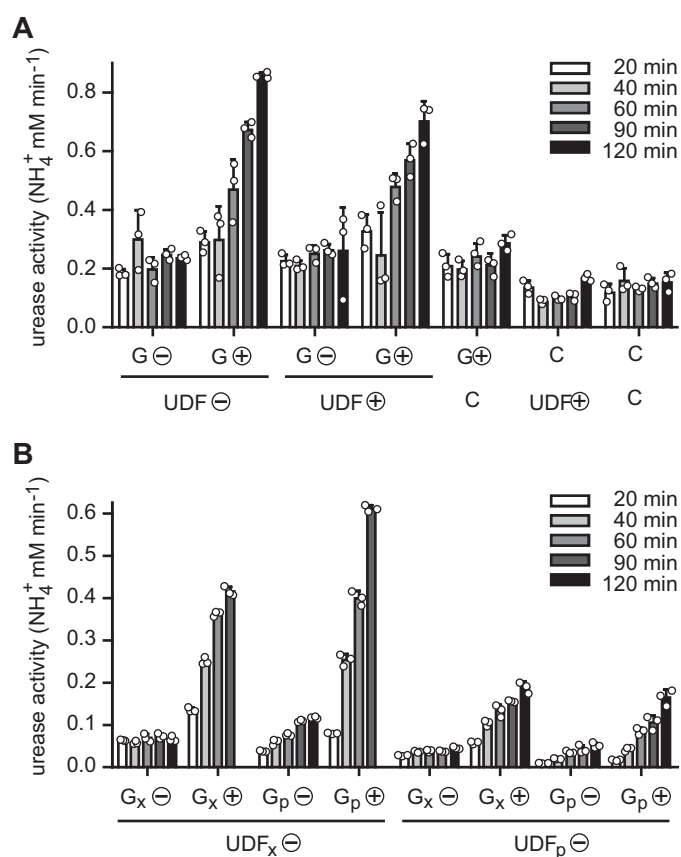 A
urease activity (NH₄⁺ mM min⁻¹)
0.8
0.6
0.4
0.2
0.0
20 min
40 min
60 min
90 min
120 min
G ⊖ G ⊕ G ⊖ G ⊕ G⊕ C C
UDF ⊖ UDF ⊕ C UDF⊕ C
B
urease activity (NH₄⁺ mM min⁻¹)
0.6
0.5
0.4
0.3
0.2
0.1
0.0
20 min
40 min
60 min
90 min
120 min
Gₓ ⊖ Gₓ ⊕ Gₚ ⊖ Gₚ ⊕ Gₓ ⊖ Gₓ ⊕ Gₚ ⊖ Gₚ ⊕
UDFₓ ⊖ UDFₚ ⊖